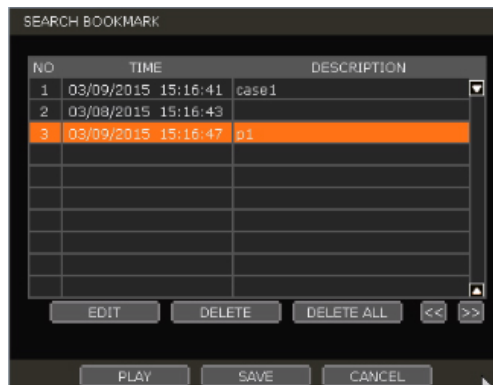 SEARCH BOOKMARK
NO TIME DESCRIPTION
1 03/09/2015 15:16:41 case1
2 03/08/2015 15:16:43
3 03/09/2015 15:16:47 p1
EDIT DELETE DELETE ALL << >>
PLAY SAVE CANCEL